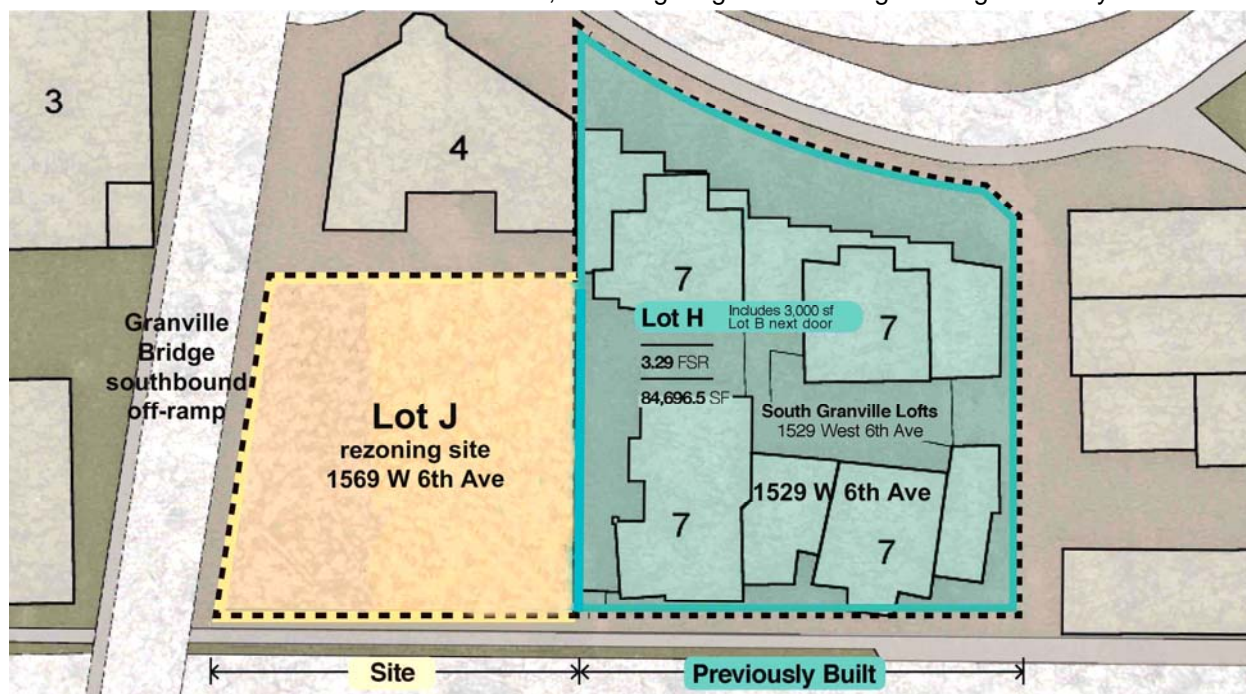 3
4
7
Lot H
Includes 3,000 sf
Lot B next door
7
3.29 FSR
84,696.5 SF
Granville
Bridge
southbound
off-ramp
Lot J
rezoning site
1569 W 6th Ave
South Granville Lofts
1529 West 6th Ave
1529 W 6th Ave
7
7
Site
Previously Built